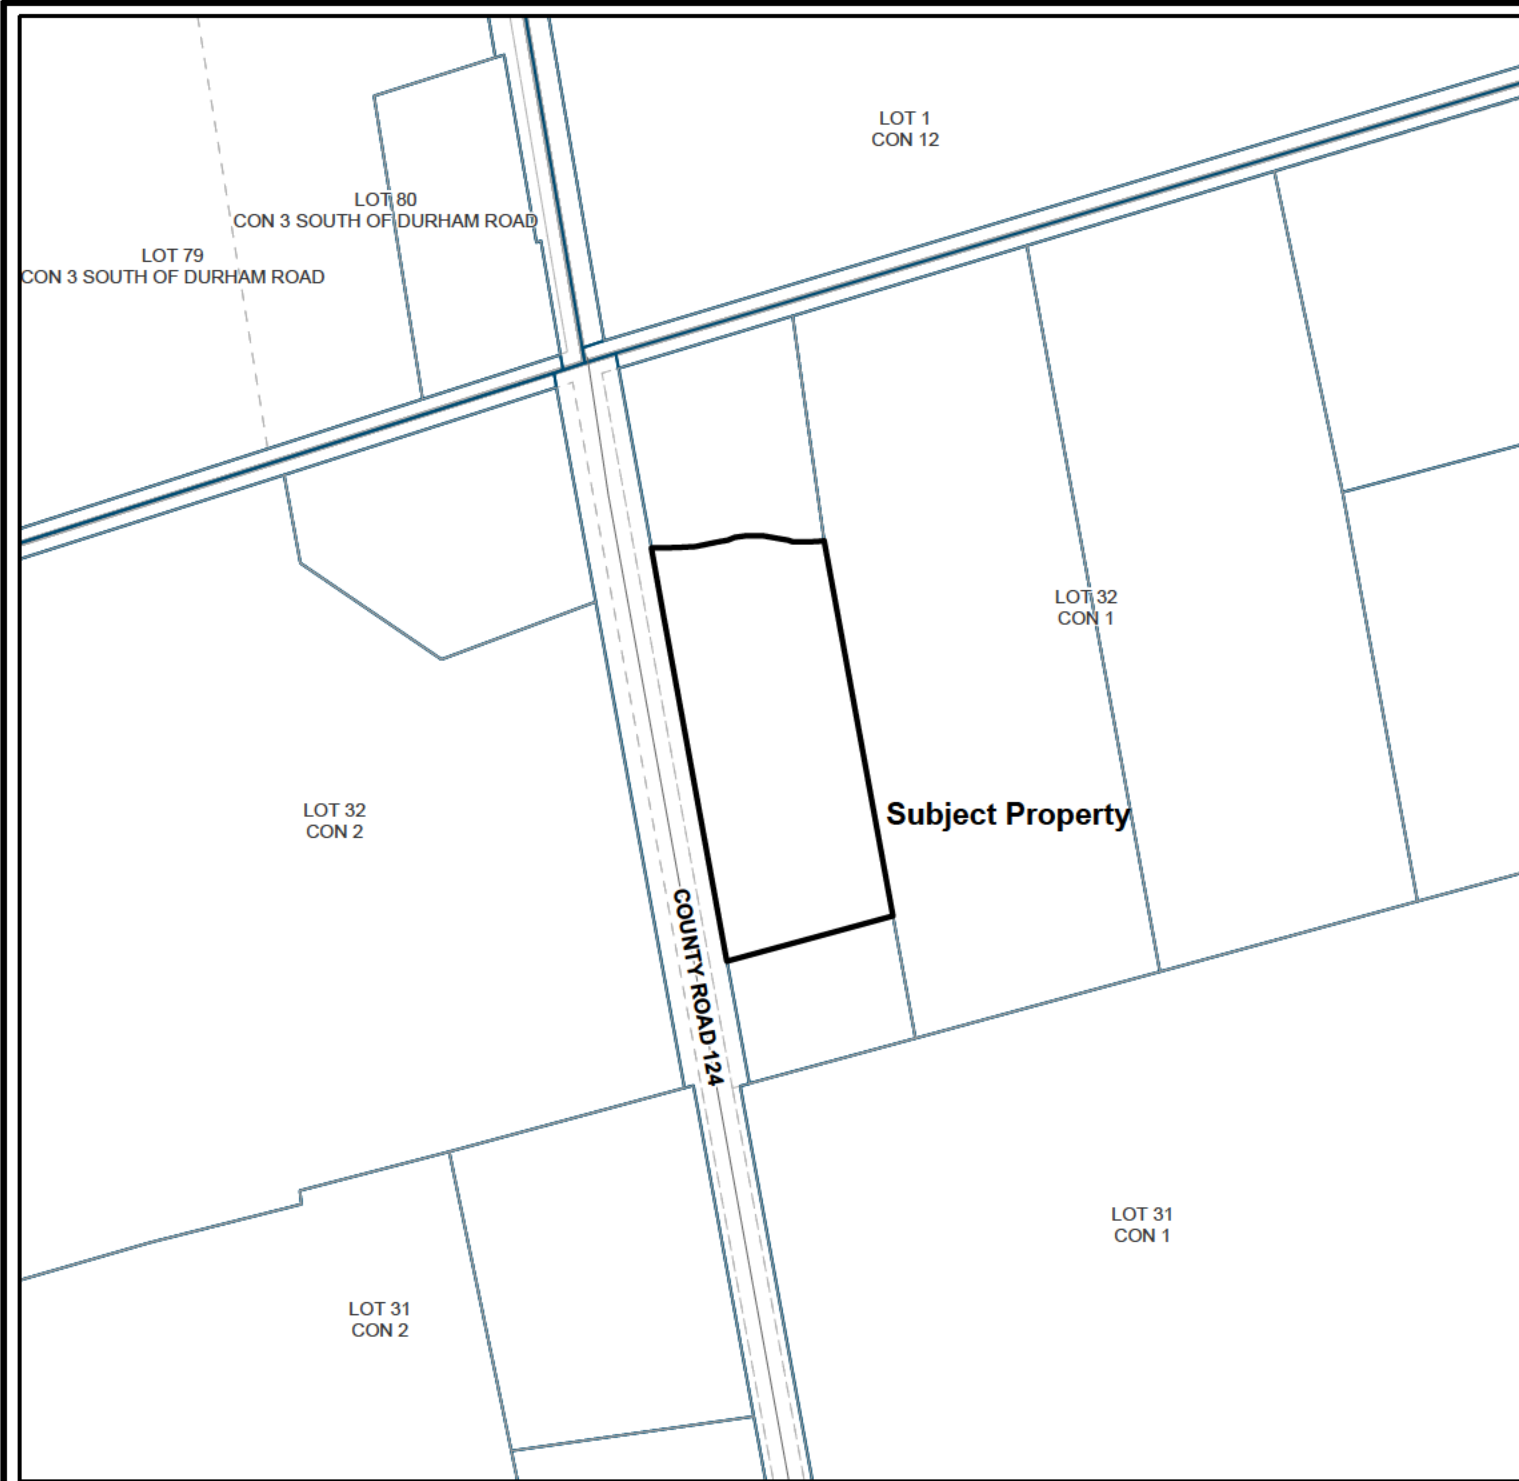 LOT 1
CON 12
LOT 80
CON 3 SOUTH OF DURHAM ROAD
LOT 79
CON 3 SOUTH OF DURHAM ROAD
LOT 32
CON 1
LOT 32
CON 2
Subject Property
COUNTY ROAD 124
LOT 31
CON 1
LOT 31
CON 2